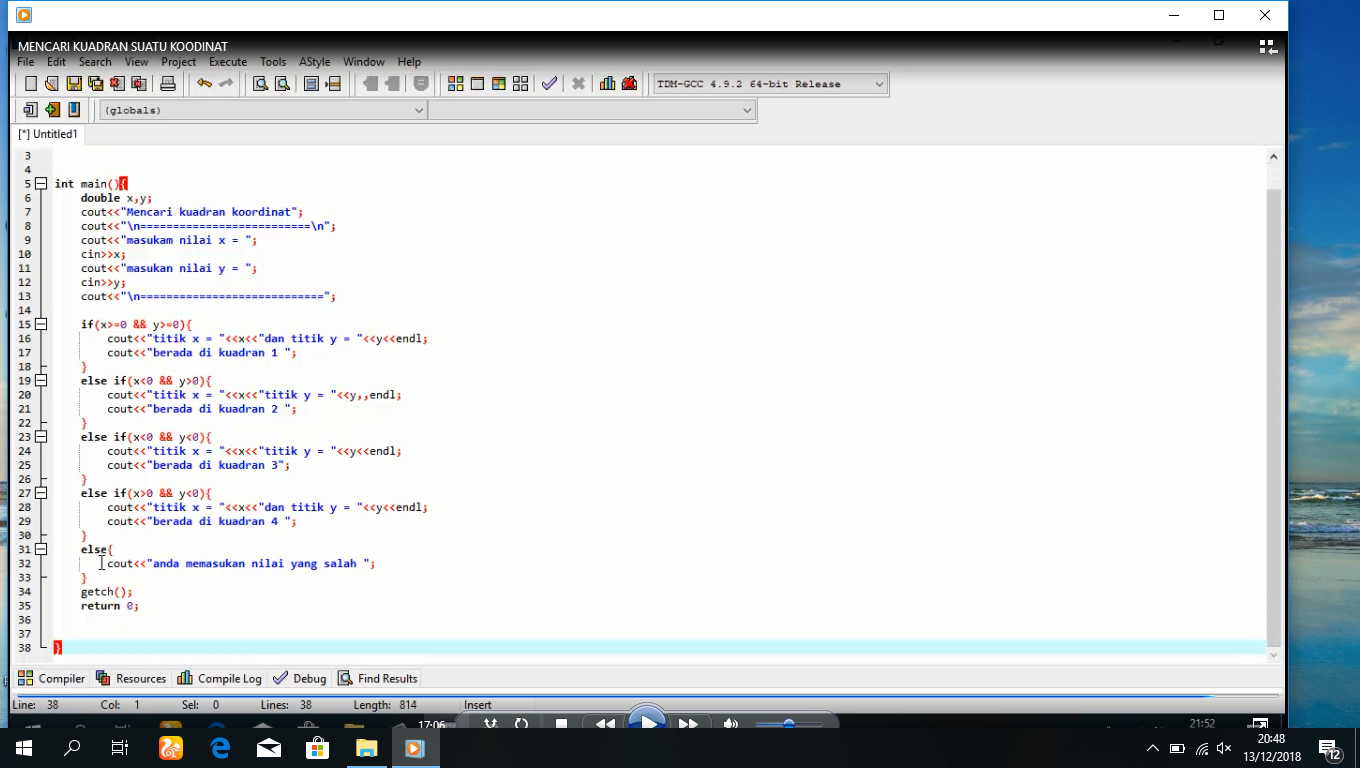 MENCARI KUADRAN SUATU KOODINAT
File Edit Search View Project Execute Tools AStyle Window Help
TDM-GCC 4.9.2 64-bit Release
(globals)
[*] Untitled1
3
4
5 int main(){
6 double x,y;
7 cout<<"Mencari kuadran koordinat";
8 cout<<"\n==========================\n";
9 cout<<"masukam nilai x = ";
10 cin>>x;
11 cout<<"masukan nilai y = ";
12 cin>>y;
13 cout<<"\n============================";
14
15 if(x>=0 && y>=0){
16 cout<<"titik x = "<<x<<"dan titik y = "<<y<<endl;
17 cout<<"berada di kuadran 1 ";
18 }
19 else if(x<0 && y>0){
20 cout<<"titik x = "<<x<<"titik y = "<<y,,endl;
21 cout<<"berada di kuadran 2 ";
22 }
23 else if(x<0 && y<0){
24 cout<<"titik x = "<<x<<"titik y = "<<y<<endl;
25 cout<<"berada di kuadran 3";
26 }
27 else if(x>0 && y<0){
28 cout<<"titik x = "<<x<<"dan titik y = "<<y<<endl;
29 cout<<"berada di kuadran 4 ";
30 }
31 else{
32 cout<<"anda memasukan nilai yang salah ";
33 }
34 getch();
35 return 0;
36
37
38 }
Compiler Resources Compile Log Debug Find Results
Line: 38 Col: 1 Sel: 0 Lines: 38 Length: 814 Insert
17:06 21:52
20:48
13/12/2018
12